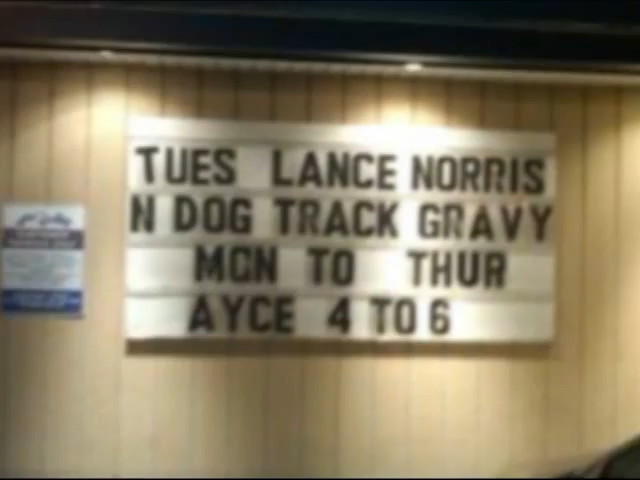 TUES LANCE NORRIS
N DOG TRACK GRAVY
MON TO THUR
AYCE 4 TO 6